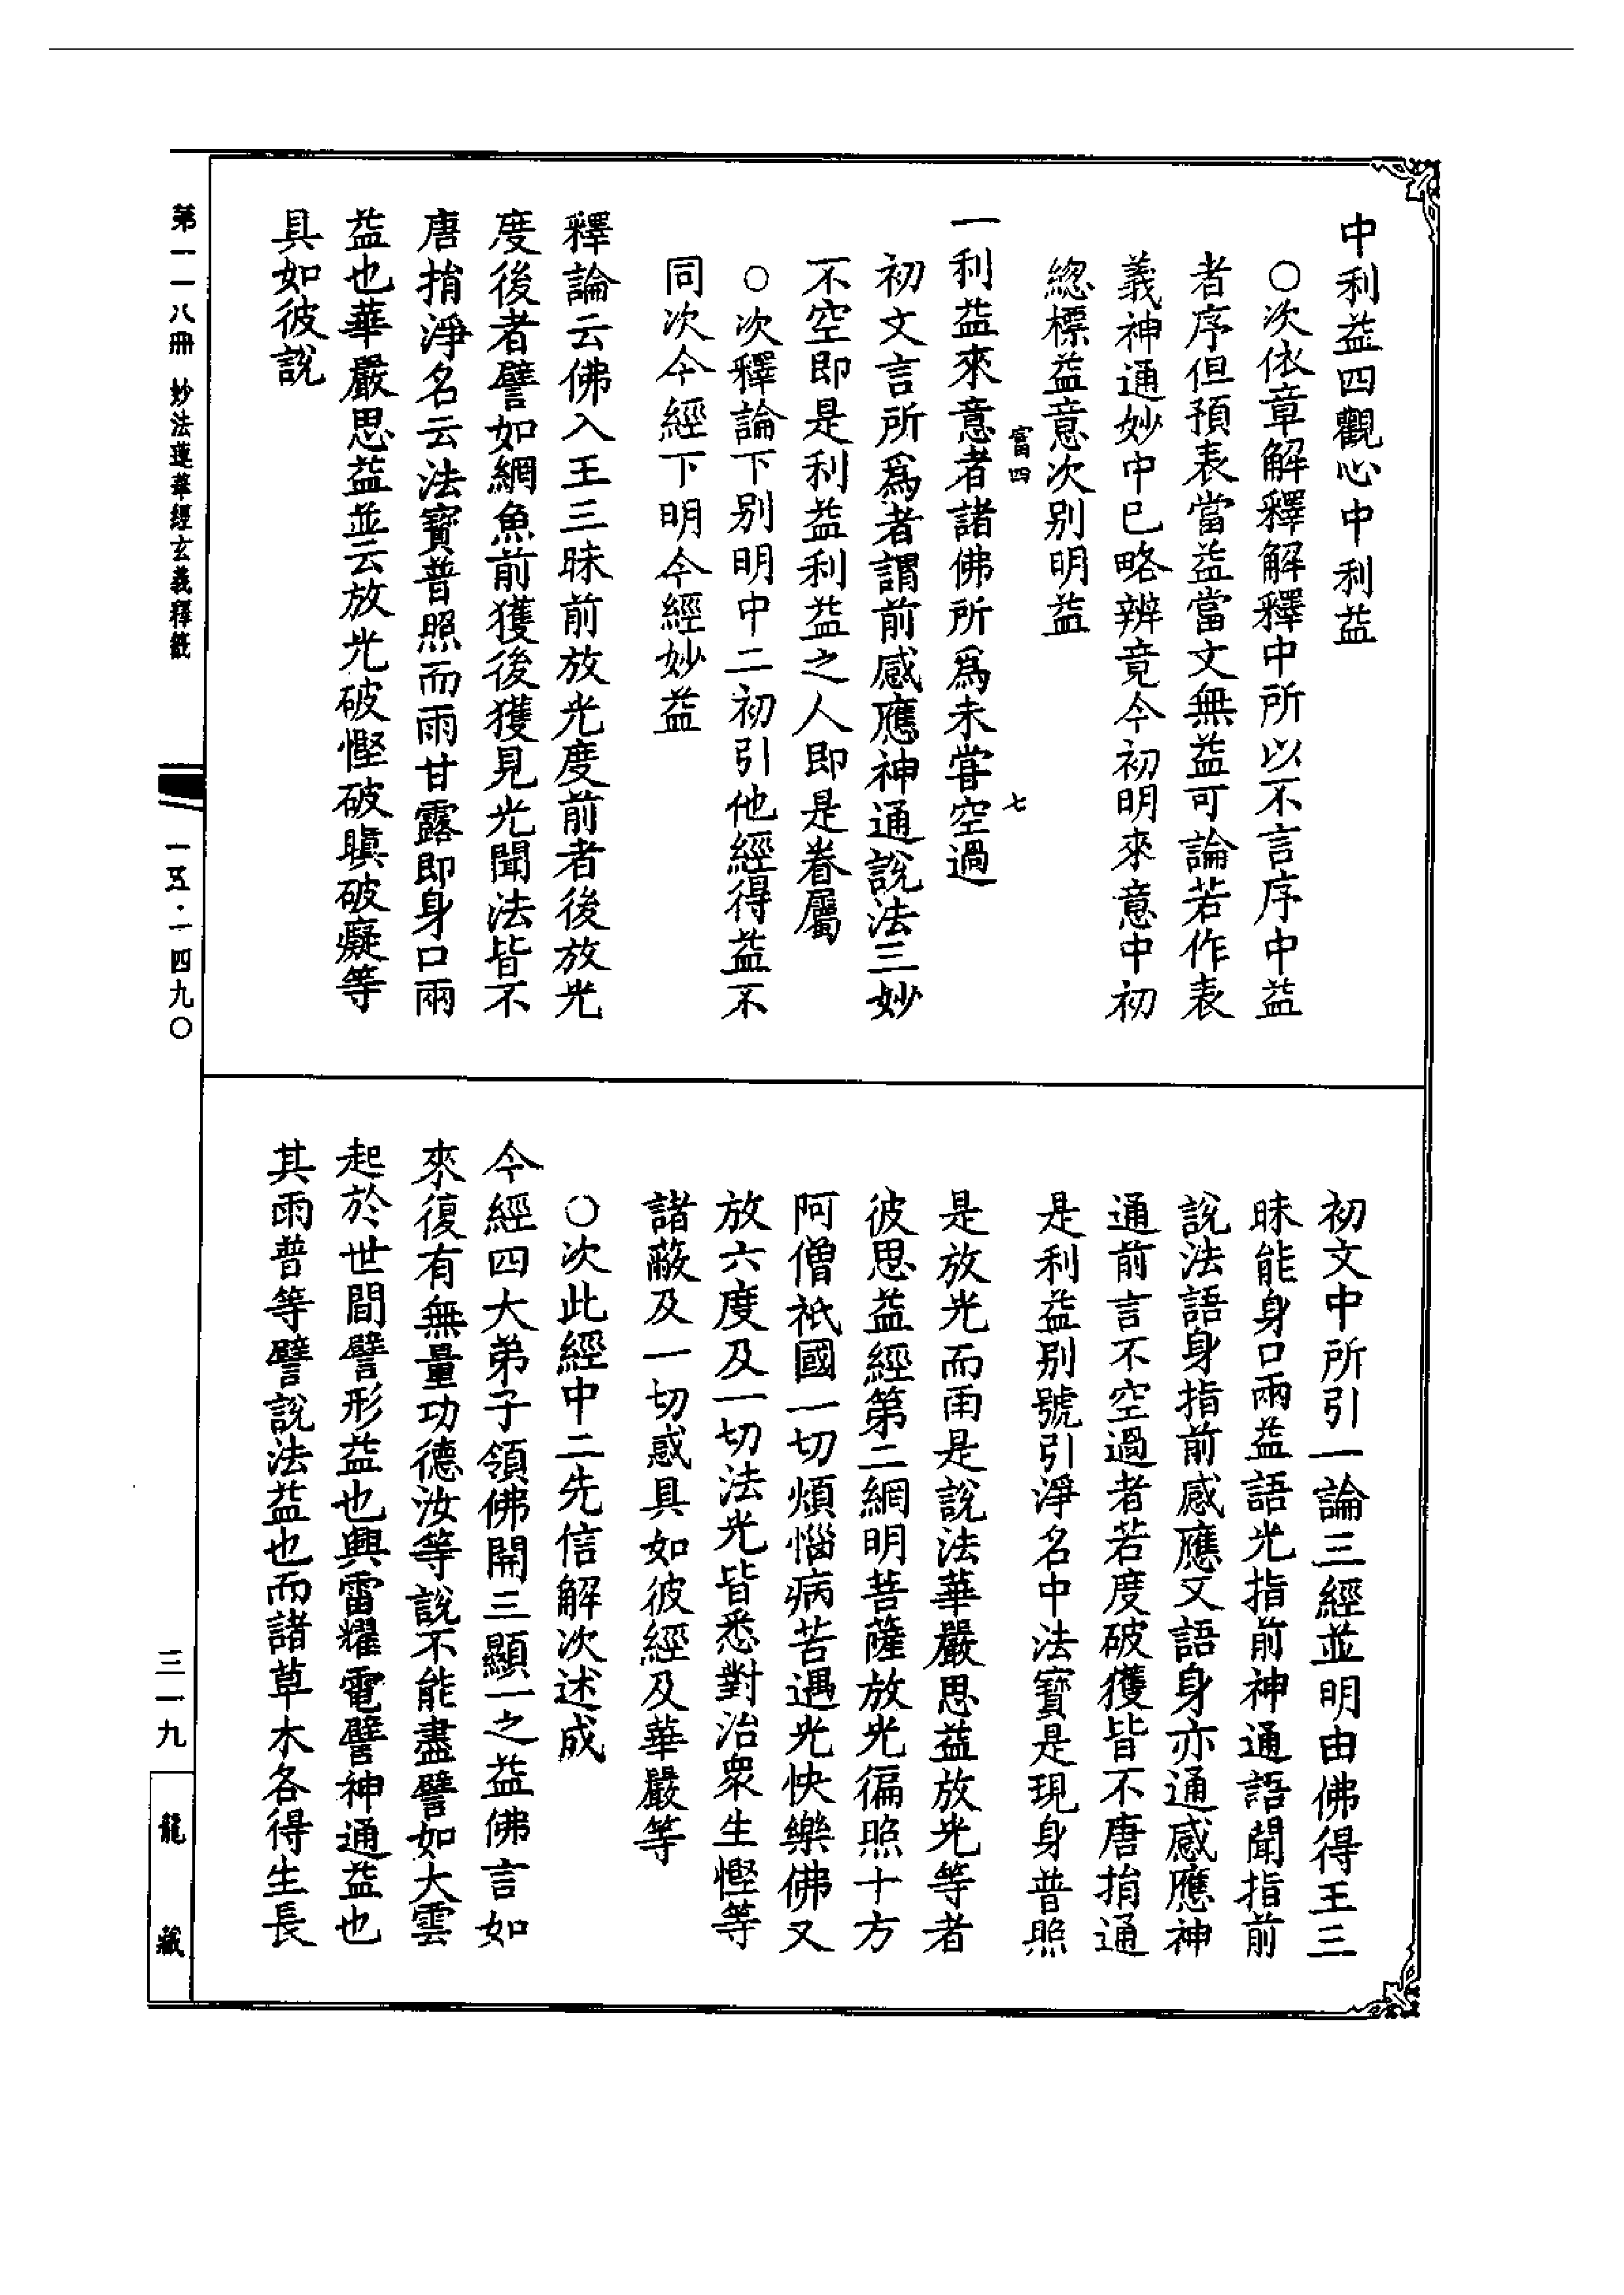 中利益四觀心中利益
○次依章解釋解釋中所以不言序中益
者序但預表當益當文無益可論若作表
義神通妙中已略辨竟今初明來意中初
總標益意次別明益
富四　七
一利益來意者諸佛所爲未嘗空過
初文言所爲者謂前感應神通說法三妙
不空即是利益利益之人即是眷屬
○次釋論下別明中二初引他經得益不
同次今經下明今經妙益
釋論云佛入王三昧前放光度前者後放光
度後者譬如網魚前獲後獲見光聞法皆不
唐捐淨名云法寶普照而雨甘露即身口兩
益也華嚴思益並云放光破慳破瞋破癡等
具如彼說
初文中所引一論三經並明由佛得王三
昧能身口兩益語光指前神通語聞指前
說法語身指前感應又語身亦通感應神
通前言不空過者若度破獲皆不唐捐通
是利益別號引淨名中法寶是現身普照
是放光而雨是說法華嚴思益放光等者
彼思益經第二網明菩薩放光徧照十方
阿僧祇國一切煩惱病苦遇光快樂佛又
放六度及一切法光皆悉對治眾生慳等
諸蔽及一切惑具如彼經及華嚴等
○次此經中二先信解次述成
今經四大弟子領佛開三顯一之益佛言如
來復有無量功德汝等說不能盡譬如大雲
起於世間譬形益也興雷耀電譬神通益也
其雨普等譬說法益也而諸草木各得生長
第一一八冊　妙法蓮華經玄義釋籤
一五·一四九〇
三一九
龍藏